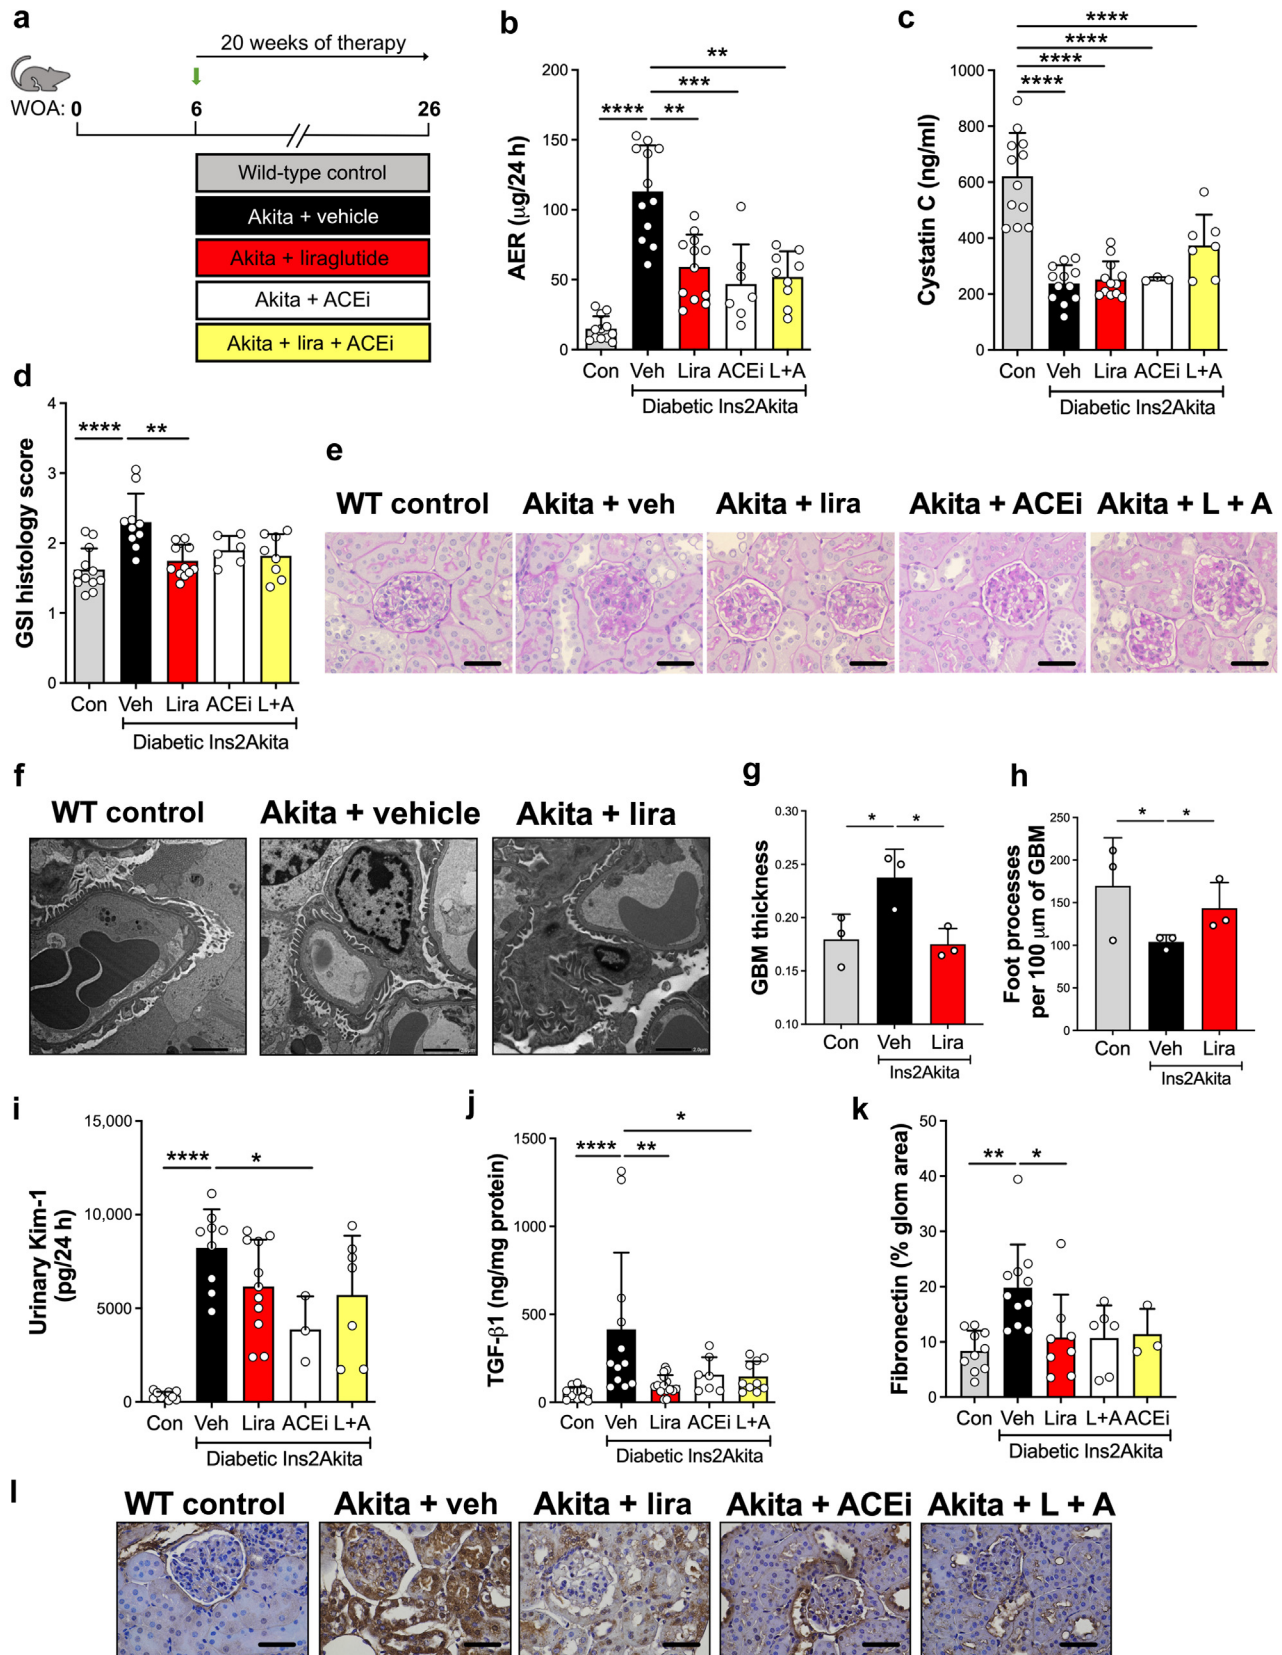 a
20 weeks of therapy
WOA: 0 6 26
Wild-type control
Akita + vehicle
Akita + liraglutide
Akita + ACEi
Akita + lira + ACEi
b
AER (μg/24 h)
200
150
100
50
0
**
***
**** **
Con Veh Lira ACEi L+A
Diabetic Ins2Akita
c
Cystatin C (ng/ml)
1000
800
600
400
200
0
****
****
****
****
Con Veh Lira ACEi L+A
Diabetic Ins2Akita
d
GSI histology score
4
3
2
1
0
**** **
Con Veh Lira ACEi L+A
Diabetic Ins2Akita
e
WT control Akita + veh Akita + lira Akita + ACEi Akita + L + A
f
WT control Akita + vehicle Akita + lira
g
GBM thickness
0.30
0.25
0.20
0.15
0.10
* *
Con Veh Lira
Ins2Akita
h
Foot processes
per 100 μm of GBM
250
200
150
100
50
0
* *
Con Veh Lira
Ins2Akita
i
Urinary Kim-1
(pg/24 h)
15,000
10,000
5000
0
**** *
Con Veh Lira ACEi L+A
Diabetic Ins2Akita
j
TGF-β1 (ng/mg protein)
1500
1000
500
0
*
**** **
Con Veh Lira ACEi L+A
Diabetic Ins2Akita
k
Fibronectin (% glom area)
50
40
30
20
10
0
** *
Con Veh Lira L+A ACEi
Diabetic Ins2Akita
l
WT control Akita + veh Akita + lira Akita + ACEi Akita + L + A